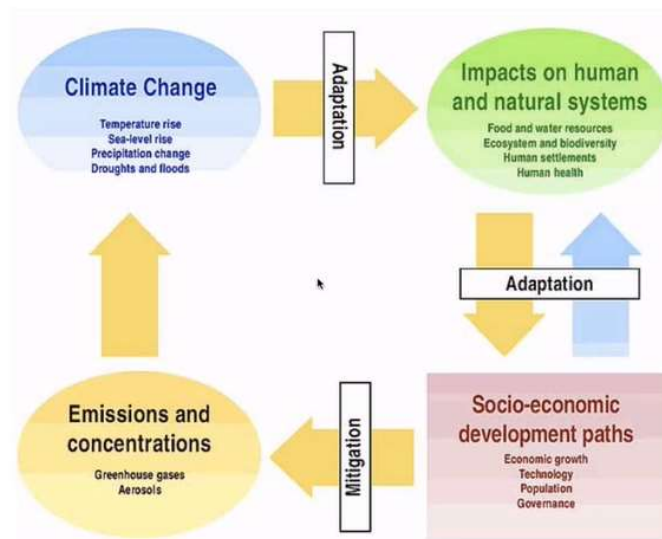 Climate Change
Temperature rise
Sea-level rise
Precipitation change
Droughts and floods
Adaptation
Impacts on human
and natural systems
Food and water resources
Ecosystem and biodiversity
Human settlements
Human health
Adaptation
Emissions and
concentrations
Greenhouse gases
Aerosols
Mitigation
Socio-economic
development paths
Economic growth
Technology
Population
Governance